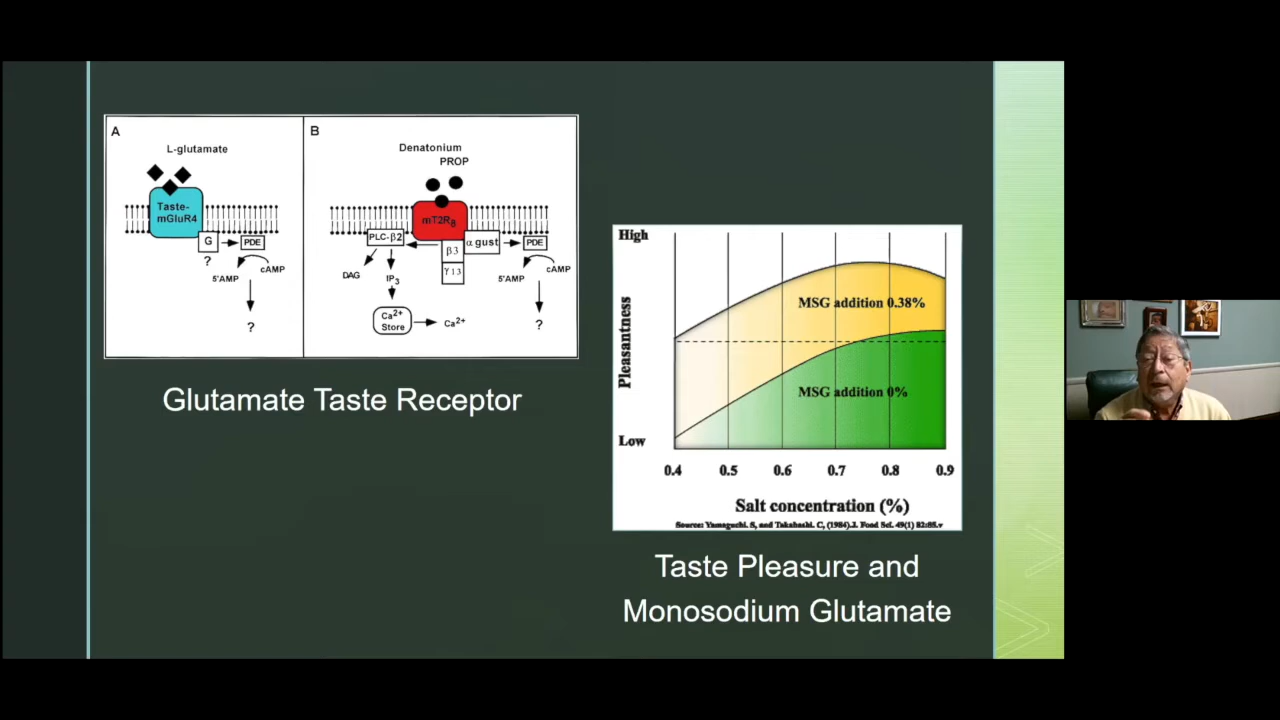 A
L-glutamate
Taste-
mGluR4
G
PDE
?
5'AMP
cAMP
?
B
Denatonium
PROP
mT2R8
PLC-β2
β3
α gust
PDE
γ13
DAG
IP3
5'AMP
cAMP
Ca2+
Store
Ca2+
?
Glutamate Taste Receptor
High
Pleasantness
Low
MSG addition 0.38%
MSG addition 0%
0.4 0.5 0.6 0.7 0.8 0.9
Salt concentration (%)
Source: Yamaguchi. S, and Takahashi. C, (1984).J. Food Sci. 49(1) 82:85.v
Taste Pleasure and
Monosodium Glutamate